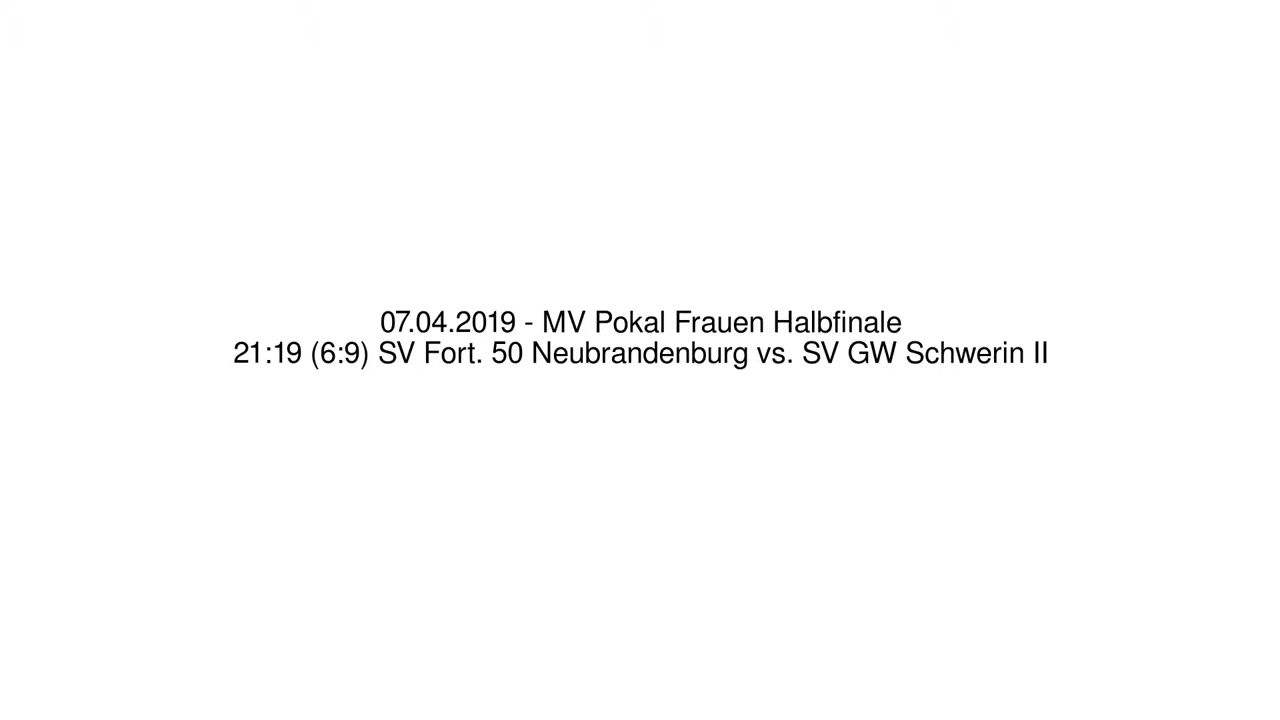 07.04.2019 - MV Pokal Frauen Halbfinale
21:19 (6:9) SV Fort. 50 Neubrandenburg vs. SV GW Schwerin II